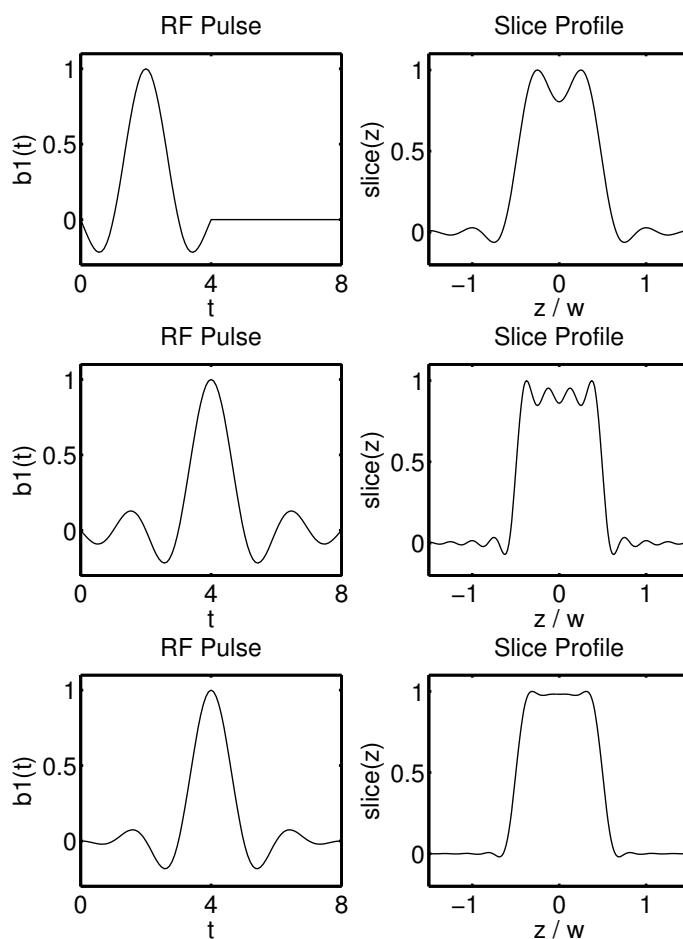 RF Pulse
1
0.5
0
b1(t)
0 4 8
t
Slice Profile
1
0.5
0
slice(z)
−1 0 1
z / w
RF Pulse
1
0.5
0
b1(t)
0 4 8
t
Slice Profile
1
0.5
0
slice(z)
−1 0 1
z / w
RF Pulse
1
0.5
0
b1(t)
0 4 8
t
Slice Profile
1
0.5
0
slice(z)
−1 0 1
z / w